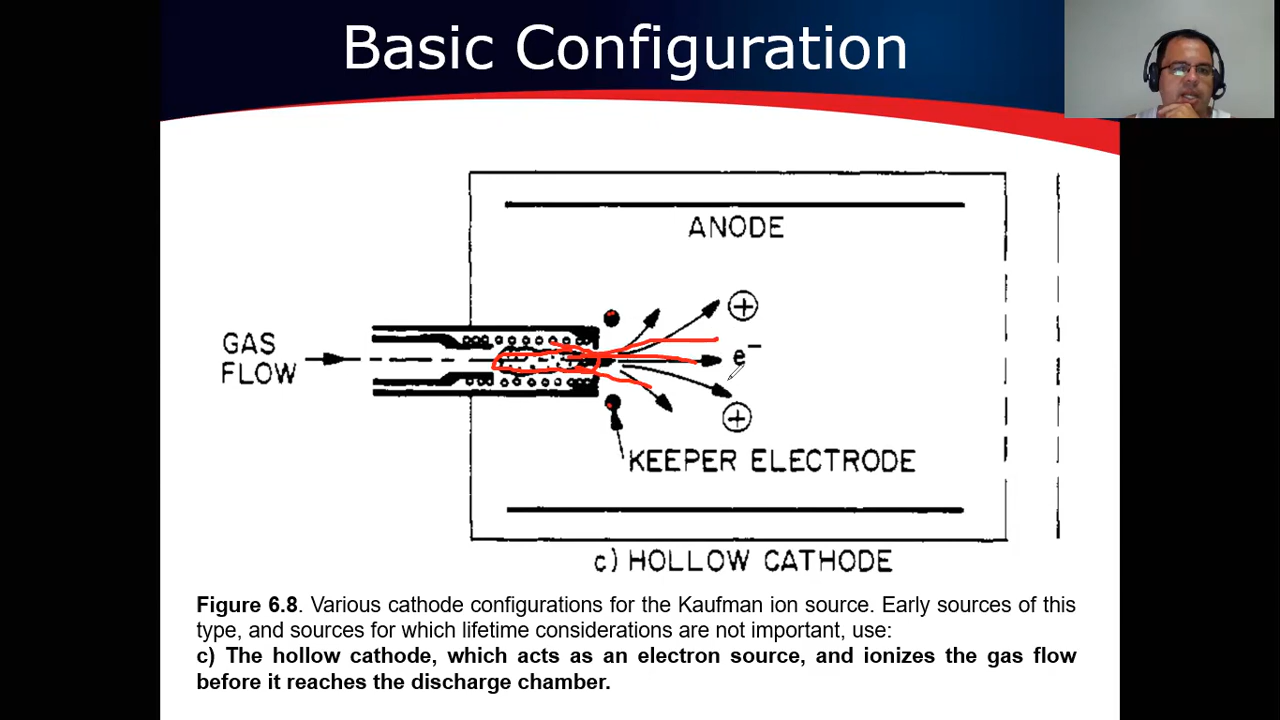 Basic Configuration
ANODE
GAS
FLOW
+
e−
+
KEEPER ELECTRODE
c) HOLLOW CATHODE
Figure 6.8. Various cathode configurations for the Kaufman ion source. Early sources of this
type, and sources for which lifetime considerations are not important, use:
c) The hollow cathode, which acts as an electron source, and ionizes the gas flow
before it reaches the discharge chamber.